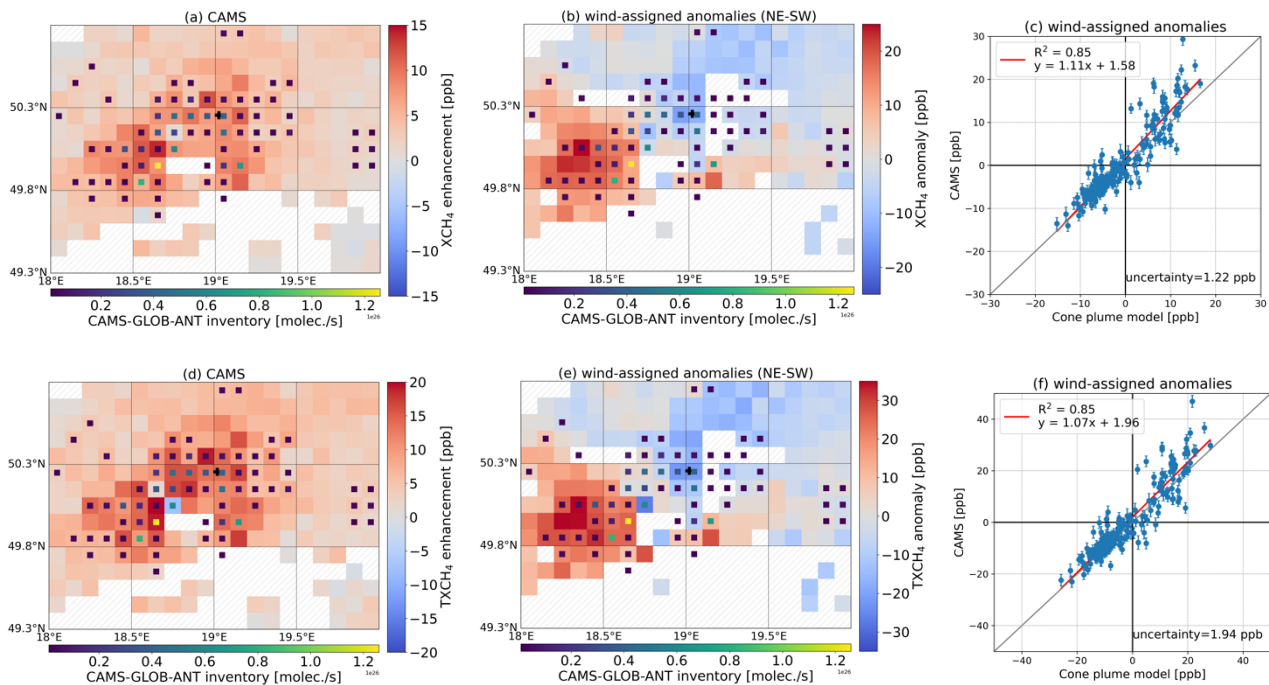 (a) CAMS
50.3°N
49.8°N
49.3°N
18°E
18.5°E
19°E
19.5°E
15
10
5
0
−5
−10
−15
XCH₄ enhancement [ppb]
0.2 0.4 0.6 0.8 1.0 1.2
1e26
CAMS-GLOB-ANT inventory [molec./s]
(b) wind-assigned anomalies (NE-SW)
50.3°N
49.8°N
49.3°N
18°E
18.5°E
19°E
19.5°E
20
10
0
−10
−20
XCH₄ anomaly [ppb]
0.2 0.4 0.6 0.8 1.0 1.2
1e26
CAMS-GLOB-ANT inventory [molec./s]
(c) wind-assigned anomalies
R² = 0.85
y = 1.11x + 1.58
30
20
10
0
−10
−20
−30
CAMS [ppb]
uncertainty=1.22 ppb
−30 −20 −10 0 10 20 30
Cone plume model [ppb]
(d) CAMS
50.3°N
49.8°N
49.3°N
18°E
18.5°E
19°E
19.5°E
20
15
10
5
0
−5
−10
−15
−20
TXCH₄ enhancement [ppb]
0.2 0.4 0.6 0.8 1.0 1.2
1e26
CAMS-GLOB-ANT inventory [molec./s]
(e) wind-assigned anomalies (NE-SW)
50.3°N
49.8°N
49.3°N
18°E
18.5°E
19°E
19.5°E
30
20
10
0
−10
−20
−30
TXCH₄ anomaly [ppb]
0.2 0.4 0.6 0.8 1.0 1.2
1e26
CAMS-GLOB-ANT inventory [molec./s]
(f) wind-assigned anomalies
R² = 0.85
y = 1.07x + 1.96
40
20
0
−20
−40
CAMS [ppb]
uncertainty=1.94 ppb
−40 −20 0 20 40
Cone plume model [ppb]